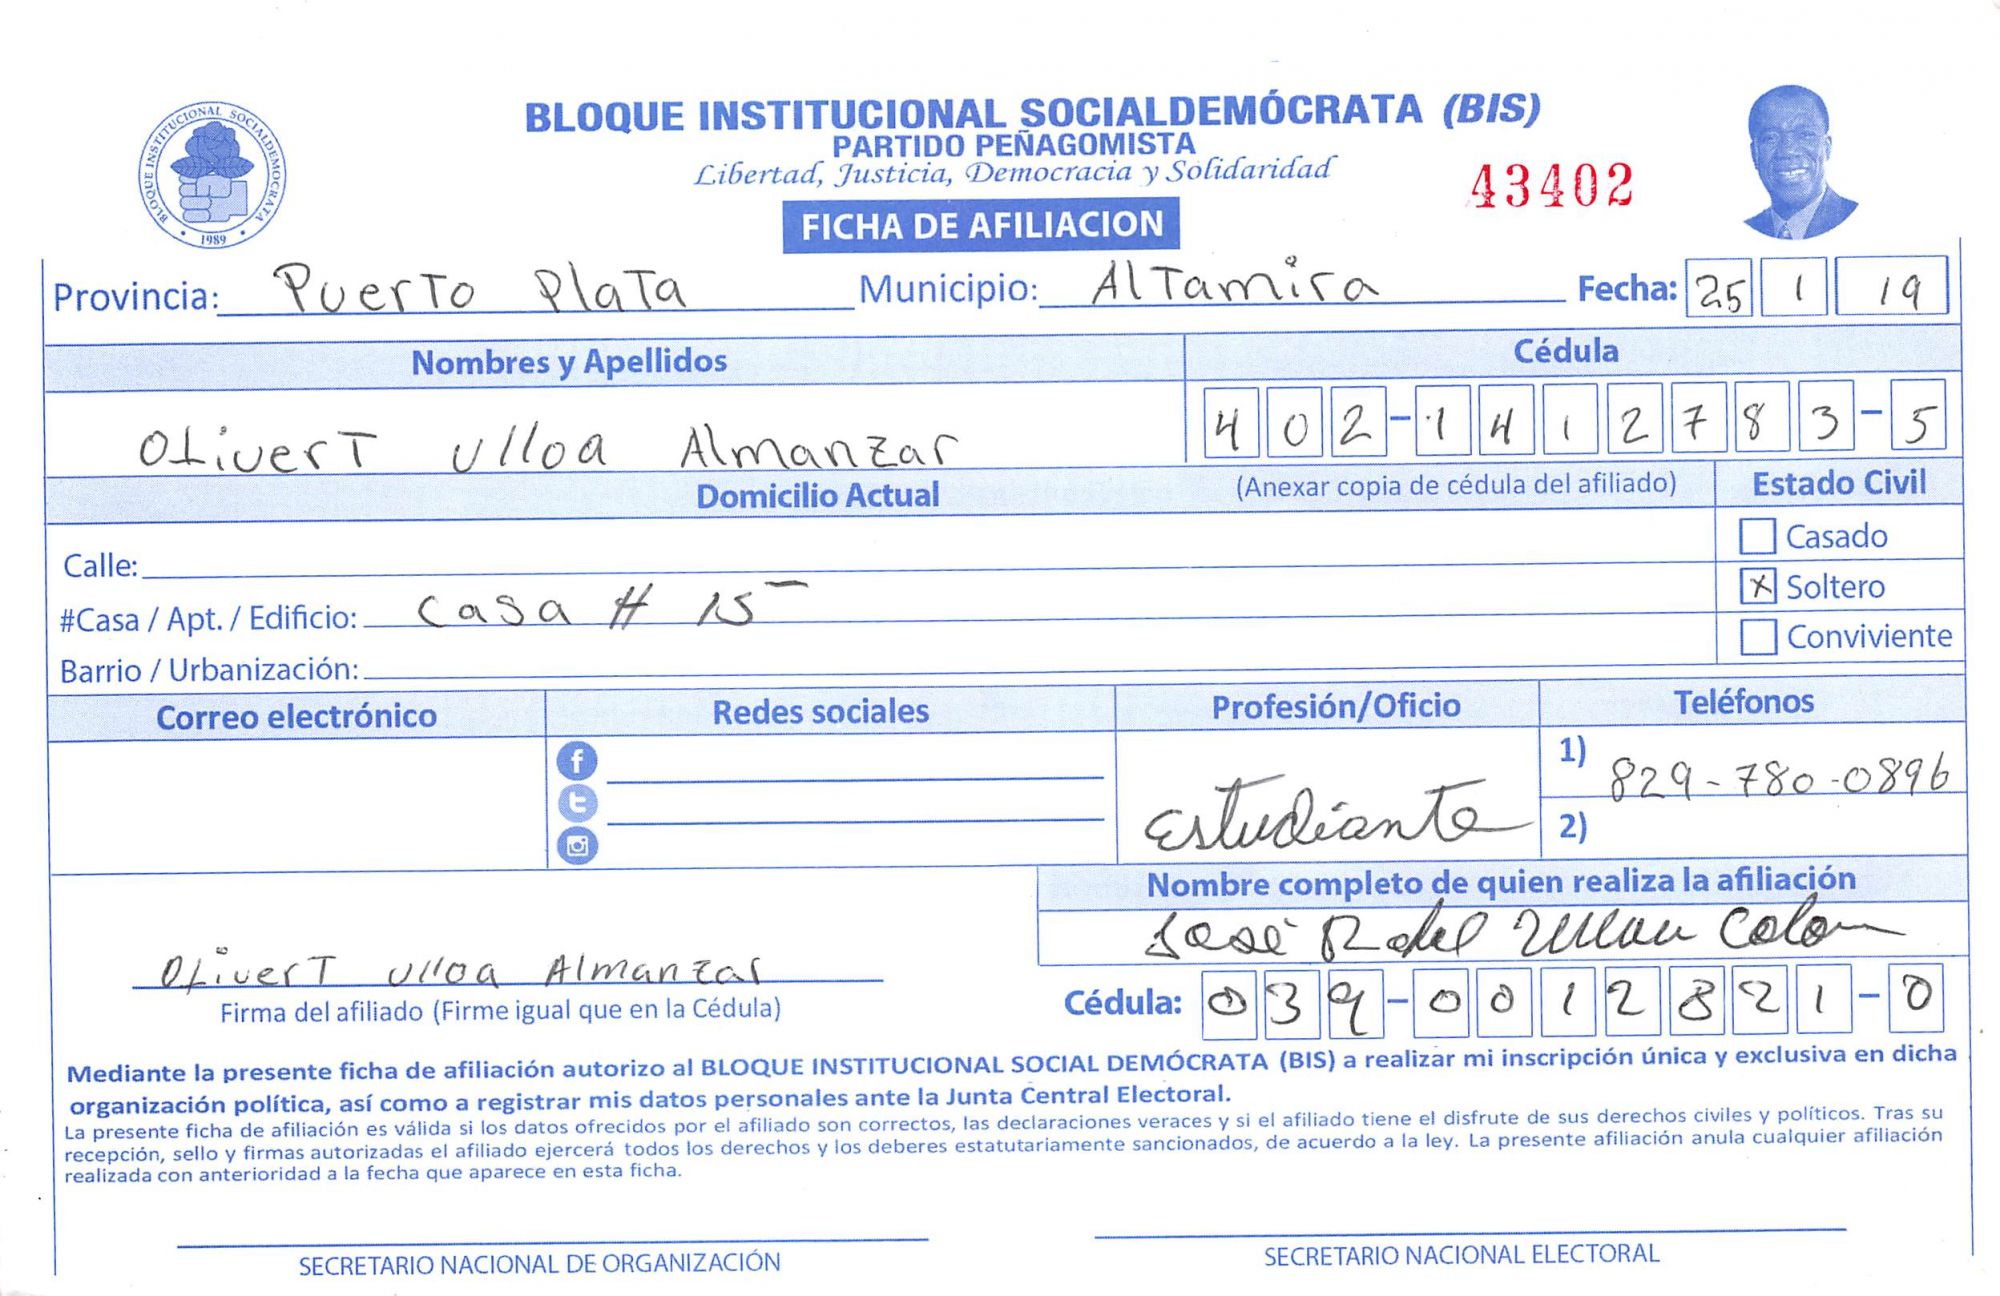 BLOQUE INSTITUCIONAL SOCIALDEMOCRATA
1989
BLOQUE INSTITUCIONAL SOCIALDEMÓCRATA (BIS)
PARTIDO PEÑAGOMISTA
Libertad, Justicia, Democracia y Solidaridad
43402
FICHA DE AFILIACION
Provincia: Puerto Plata Municipio: Altamira Fecha: 25 1 19
Nombres y Apellidos Cédula
Olivert Ulloa Almanzar 402-1412783-5
Domicilio Actual (Anexar copia de cédula del afiliado) Estado Civil
Calle: Casado
#Casa / Apt. / Edificio: Casa # 15 x Soltero
Barrio / Urbanización: Conviviente
Correo electrónico Redes sociales Profesión/Oficio Teléfonos
1) 829-780-0896
Estudiante
2)
Nombre completo de quien realiza la afiliación
José Rafael Colon
Olivert Ulloa Almanzar
Firma del afiliado (Firme igual que en la Cédula) Cédula: 039-0012821-0
Mediante la presente ficha de afiliación autorizo al BLOQUE INSTITUCIONAL SOCIAL DEMÓCRATA (BIS) a realizar mi inscripción única y exclusiva en dicha
organización política, así como a registrar mis datos personales ante la Junta Central Electoral.
La presente ficha de afiliación es válida si los datos ofrecidos por el afiliado son correctos, las declaraciones veraces y si el afiliado tiene el disfrute de sus derechos civiles y políticos. Tras su
recepción, sello y firmas autorizadas el afiliado ejercerá todos los derechos y los deberes estatutariamente sancionados, de acuerdo a la ley. La presente afiliación anula cualquier afiliación
realizada con anterioridad a la fecha que aparece en esta ficha.
SECRETARIO NACIONAL DE ORGANIZACIÓN SECRETARIO NACIONAL ELECTORAL